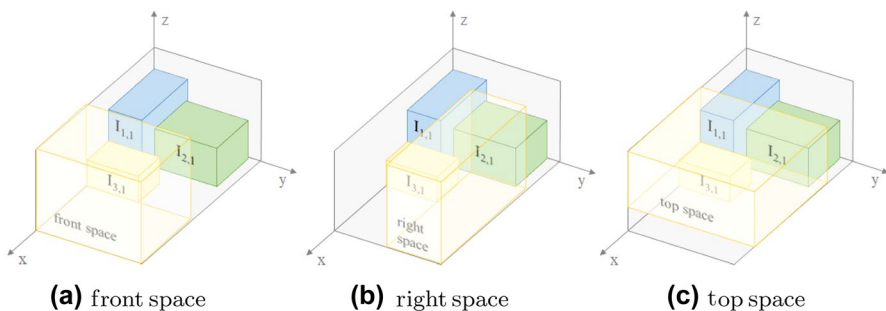 z
I1,1
I2,1
I3,1
front space
y
x
(a) front space
z
I1,1
I2,1
I3,1
right
space
y
x
(b) right space
z
I1,1
I2,1
I3,1
top space
y
x
(c) top space